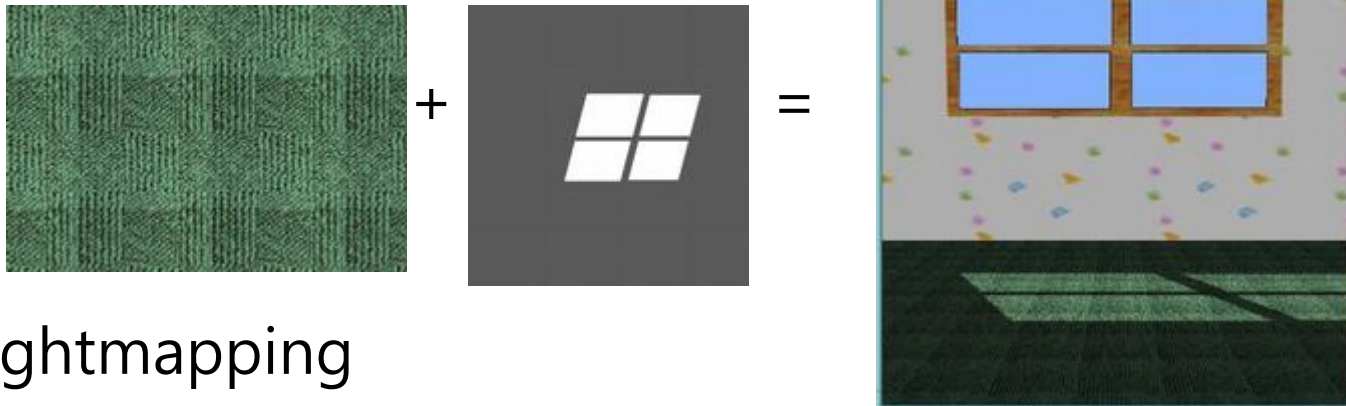 + =
ghtmapping